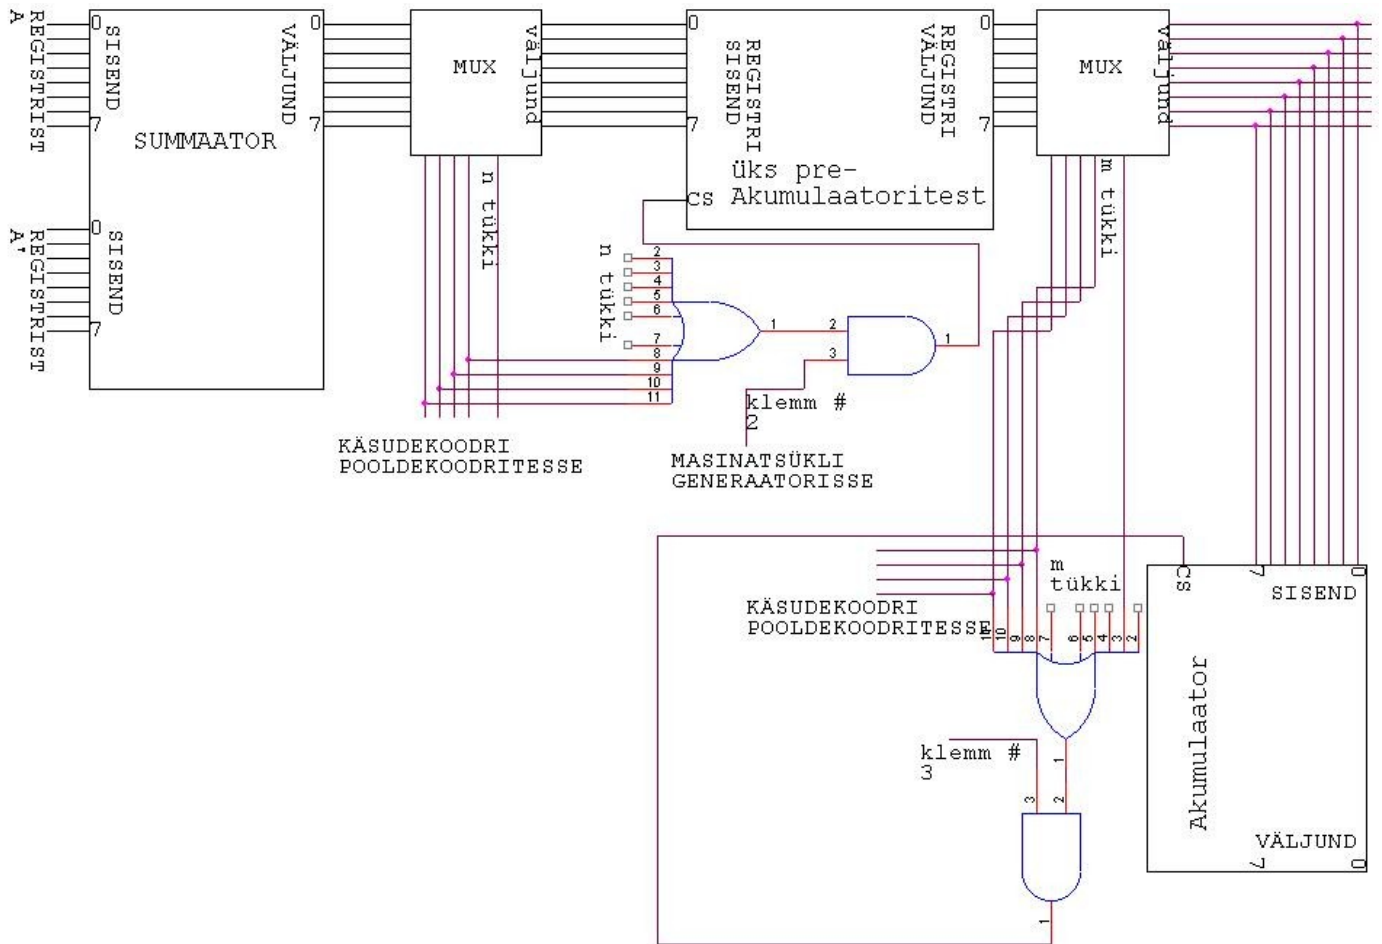 A REGISTRIST
0
SISEND
7
0
VÄLJUND
7
SUMMAATOR
A' REGISTRIST
0
SISEND
7
MUX
väljund
n tükki
0
REGISTRI SISEND
7
0
REGISTRI VÄLJUND
7
üks pre-
Akumulaatoritest
CS
MUX
väljund
m tükki
n tükki
2
3
4
5
6
7
8
9
10
11
1
2
3
1
klemm #
2
KÄSUDEKOODRI
POOLDEKOODRITESSE
MASINATSÜKLI
GENERAATORISSE
KÄSUDEKOODRI
POOLDEKOODRITESSE
m
tükki
11
10
9
8
7
6
5
4
3
2
1
klemm #
3
3
2
1
CS
7
0
SISEND
Akumulaator
VÄLJUND
7
0